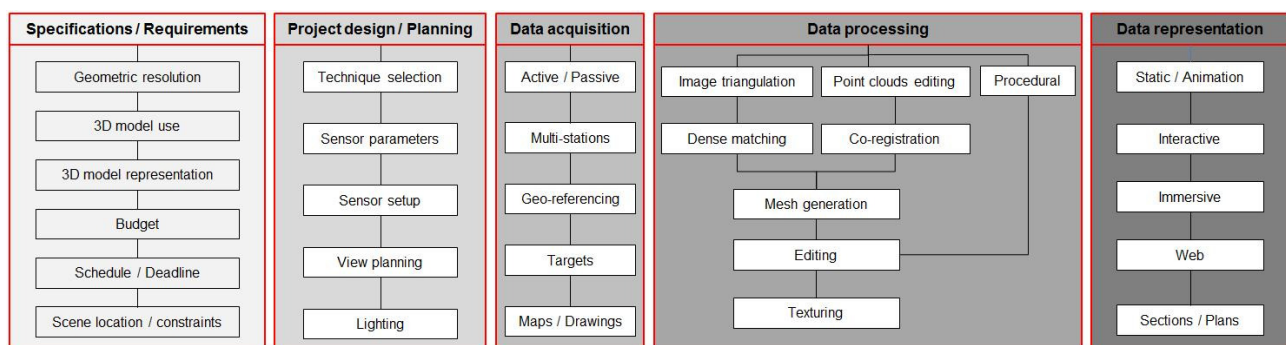 Specifications / Requirements
Geometric resolution
3D model use
3D model representation
Budget
Schedule / Deadline
Scene location / constraints
Project design / Planning
Technique selection
Sensor parameters
Sensor setup
View planning
Lighting
Data acquisition
Active / Passive
Multi-stations
Geo-referencing
Targets
Maps / Drawings
Data processing
Image triangulation
Point clouds editing
Procedural
Dense matching
Co-registration
Mesh generation
Editing
Texturing
Data representation
Static / Animation
Interactive
Immersive
Web
Sections / Plans